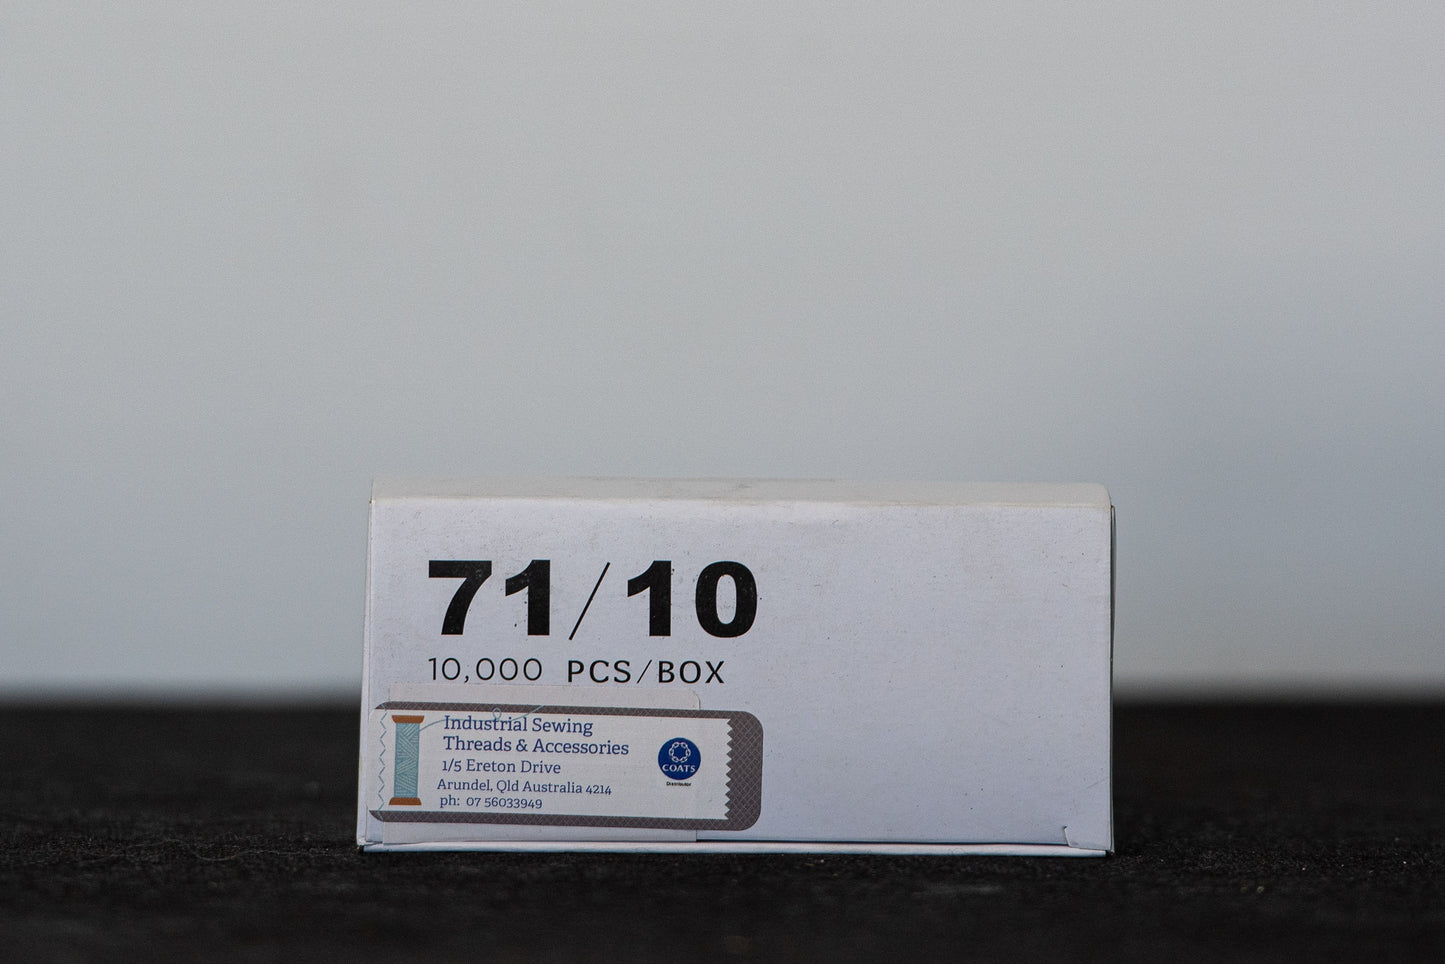 71/10
10,000 PCS/BOX
Industrial Sewing
Threads & Accessories
1/5 Ereton Drive
Arundel, Qld Australia 4214
ph: 07 56033949
COATS
Distributor